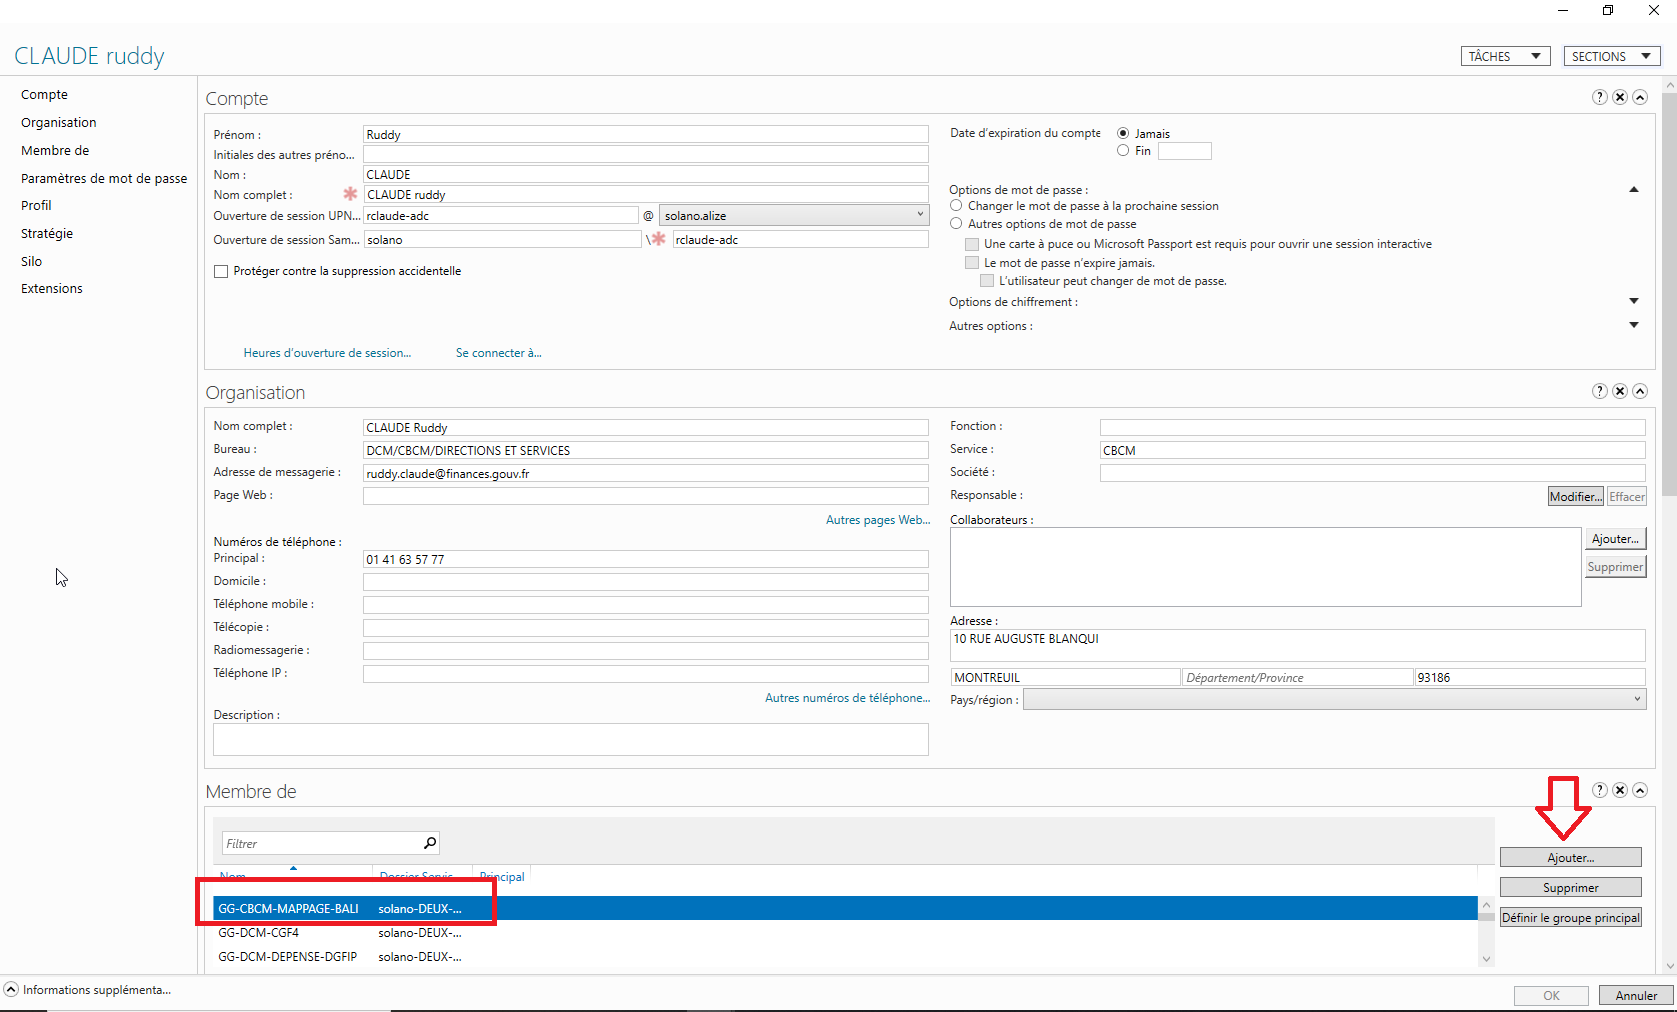 CLAUDE ruddy
TÂCHES
SECTIONS
Compte
Organisation
Membre de
Paramètres de mot de passe
Profil
Stratégie
Silo
Extensions
Compte
Prénom :
Ruddy
Initiales des autres préno...
Nom :
CLAUDE
Nom complet :
CLAUDE ruddy
Ouverture de session UPN...
rclaude-adc
@
solano.alize
Ouverture de session Sam...
solano
\
rclaude-adc
Protéger contre la suppression accidentelle
Heures d'ouverture de session...
Se connecter à...
Date d'expiration du compte
Jamais
Fin
Options de mot de passe :
Changer le mot de passe à la prochaine session
Autres options de mot de passe
Une carte à puce ou Microsoft Passport est requis pour ouvrir une session interactive
Le mot de passe n'expire jamais.
L'utilisateur peut changer de mot de passe.
Options de chiffrement :
Autres options :
Organisation
Nom complet :
CLAUDE Ruddy
Bureau :
DCM/CBCM/DIRECTIONS ET SERVICES
Adresse de messagerie :
ruddy.claude@finances.gouv.fr
Page Web :
Autres pages Web...
Numéros de téléphone :
Principal :
01 41 63 57 77
Domicile :
Téléphone mobile :
Télécopie :
Radiomessagerie :
Téléphone IP :
Autres numéros de téléphone...
Description :
Fonction :
Service :
CBCM
Société :
Responsable :
Modifier...
Effacer
Collaborateurs :
Ajouter...
Supprimer
Adresse :
10 RUE AUGUSTE BLANQUI
MONTREUIL
Département/Province
93186
Pays/région :
Membre de
Filtrer
Nom
Dossier Servic...
Principal
GG-CBCM-MAPPAGE-BALI
solano-DEUX-...
GG-DCM-CGF4
solano-DEUX-...
GG-DCM-DEPENSE-DGFIP
solano-DEUX-...
Ajouter...
Supprimer
Définir le groupe principal
Informations supplémenta...
OK
Annuler